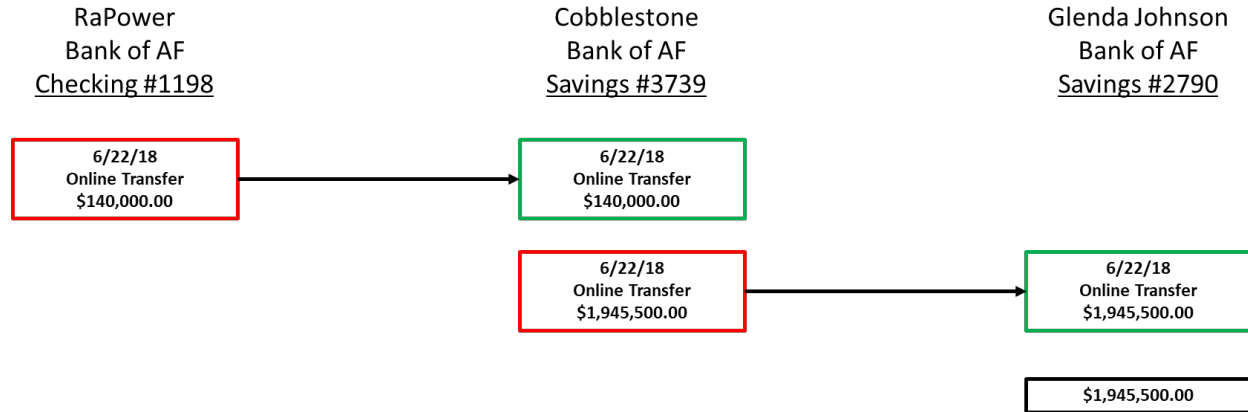 RaPower
Bank of AF
Checking #1198
Cobblestone
Bank of AF
Savings #3739
Glenda Johnson
Bank of AF
Savings #2790
6/22/18
Online Transfer
$140,000.00
6/22/18
Online Transfer
$140,000.00
6/22/18
Online Transfer
$1,945,500.00
6/22/18
Online Transfer
$1,945,500.00
$1,945,500.00